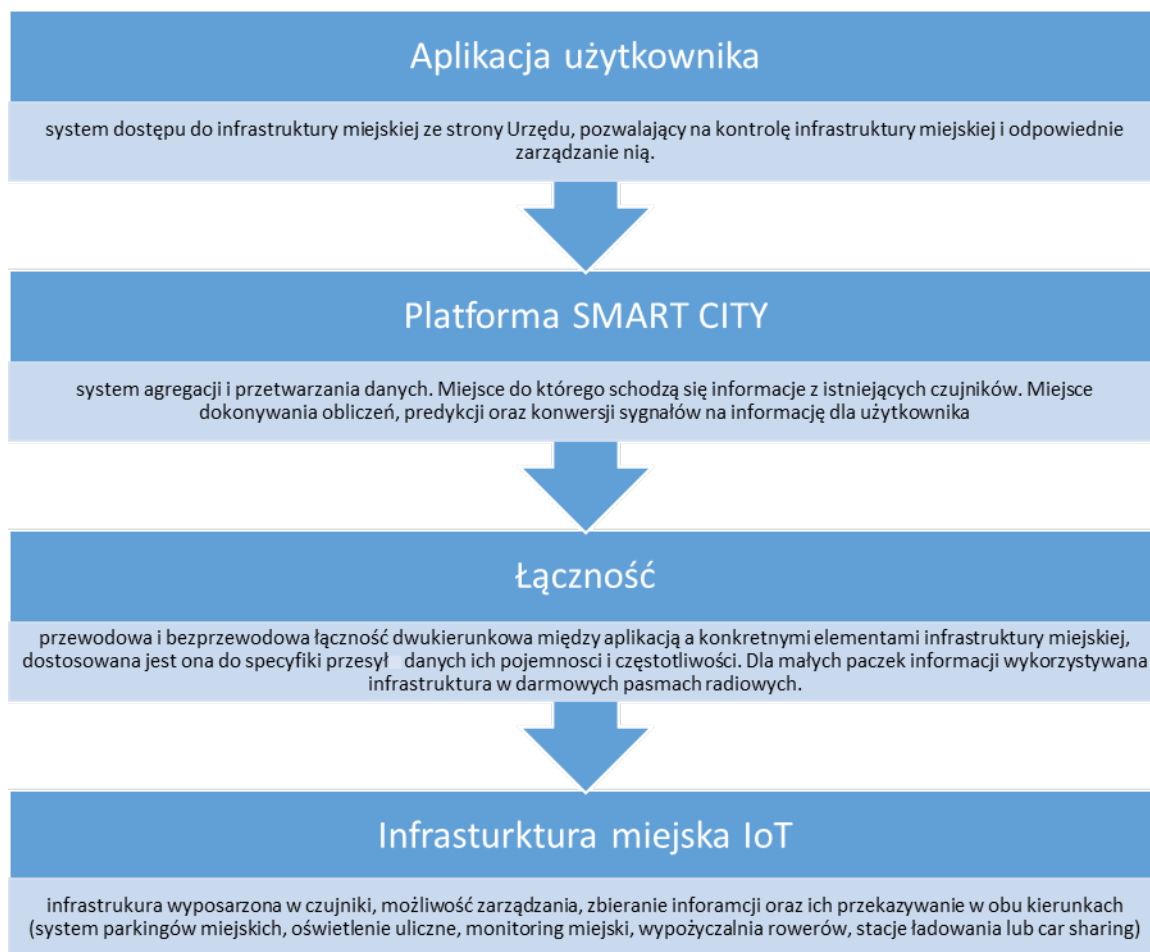 Aplikacja użytkownika
system dostępu do infrastruktury miejskiej ze strony Urzędu, pozwalający na kontrolę infrastruktury miejskiej i odpowiednie
zarządzanie nią.
Platforma SMART CITY
system agregacji i przetwarzania danych. Miejsce do którego schodzą się informacje z istniejących czujników. Miejsce
dokonywania obliczeń, predykcji oraz konwersji sygnałów na informację dla użytkownika
Łączność
przewodowa i bezprzewodowa łączność dwukierunkowa między aplikacją a konkretnymi elementami infrastruktury miejskiej,
dostosowana jest ona do specyfiki przesył danych ich pojemnosci i częstotliwości. Dla małych paczek informacji wykorzystywana
infrastruktura w darmowych pasmach radiowych.
Infrasturktura miejska IoT
infrastrukura wyposarzona w czujniki, możliwość zarządzania, zbieranie inforamcji oraz ich przekazywanie w obu kierunkach
(system parkingów miejskich, oświetlenie uliczne, monitoring miejski, wypożyczalnia rowerów, stacje ładowania lub car sharing)